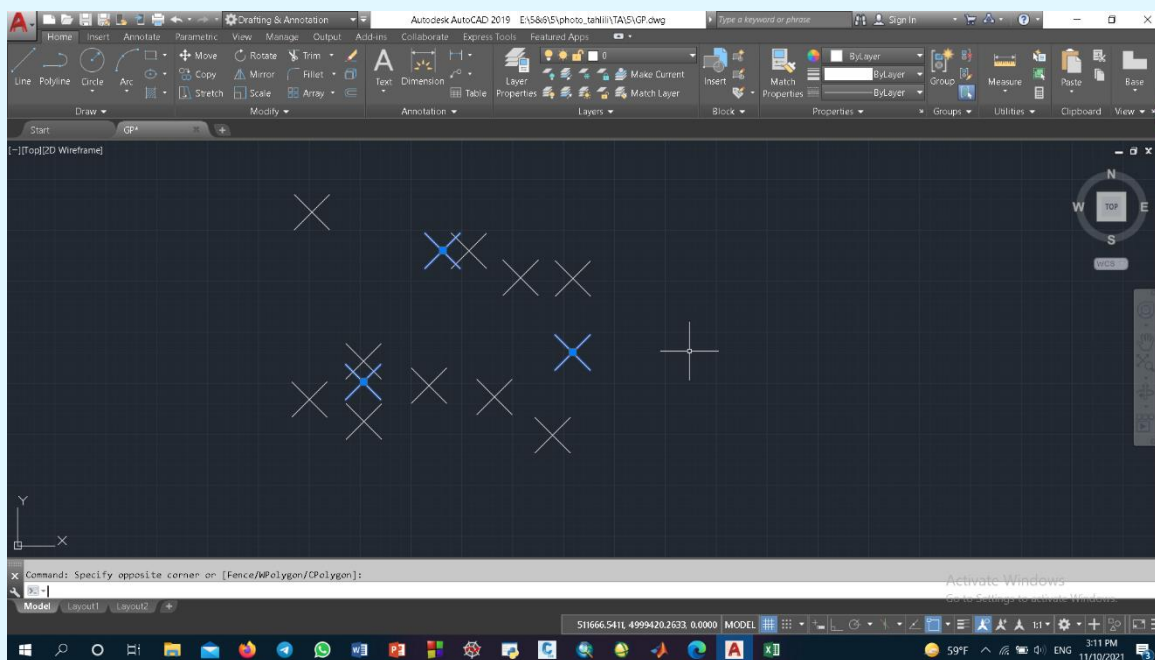 Drafting & Annotation
Autodesk AutoCAD 2019 E:\5&6\5\photo_tahlili\TA\5\GP.dwg
Type a keyword or phrase
Sign In
Home Insert Annotate Parametric View Manage Output Add-ins Collaborate Express Tools Featured Apps
Line Polyline Circle Arc
Move Rotate Trim
Copy Mirror Fillet
Stretch Scale Array
Text Dimension
Table
Layer Properties
0
Make Current
Match Layer
Insert
Match Properties
ByLayer
ByLayer
ByLayer
Group
Measure
Paste
Base
Draw Modify Annotation Layers Block Properties Groups Utilities Clipboard View
Start GP*
[−][Top][2D Wireframe]
N
W TOP E
S
WCS
Y
X
Command: Specify opposite corner or [Fence/WPolygon/CPolygon]:
Activate Windows
Go to Settings to activate Windows.
Model Layout1 Layout2
511666.5411, 4999420.2633, 0.0000 MODEL
1:1
59°F
ENG
3:11 PM
11/10/2021
3